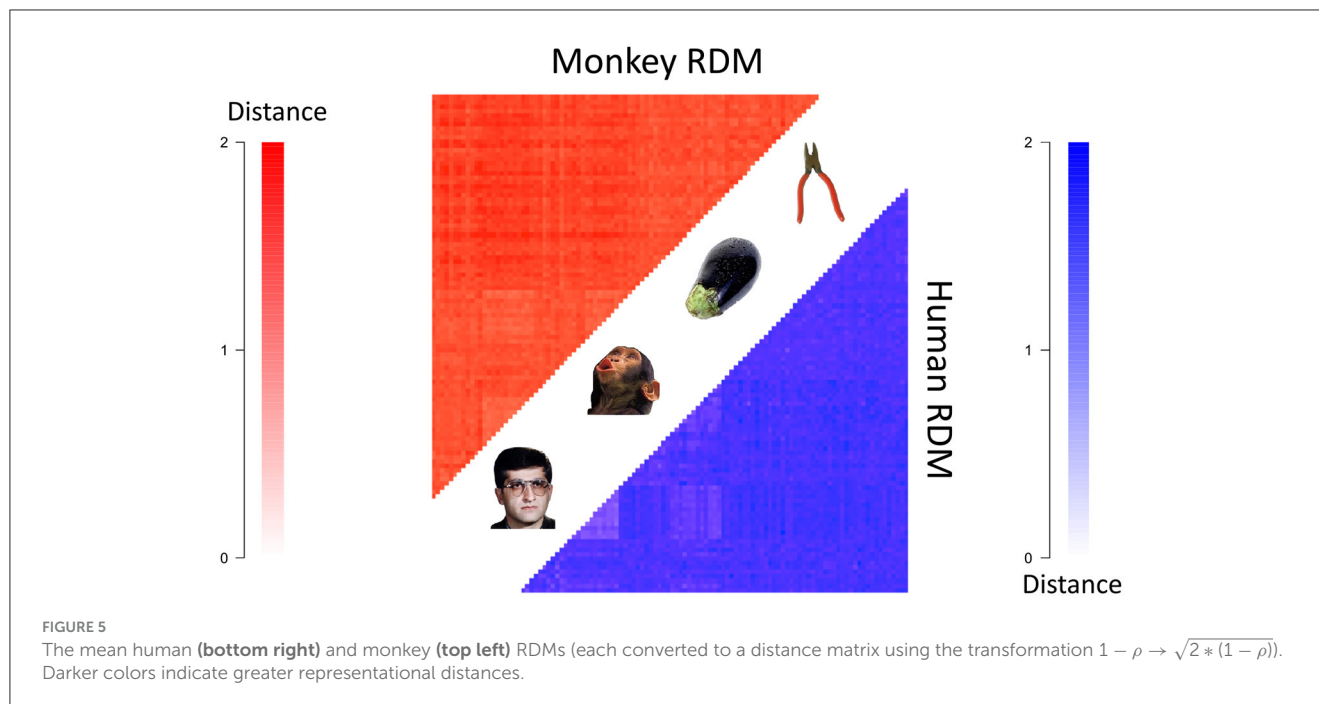 Monkey RDM
Distance
2
1
0
2
1
0
Distance
Human RDM
FIGURE 5
The mean human (bottom right) and monkey (top left) RDMs (each converted to a distance matrix using the transformation 1 − ρ → √2 ∗ (1 − ρ)).
Darker colors indicate greater representational distances.